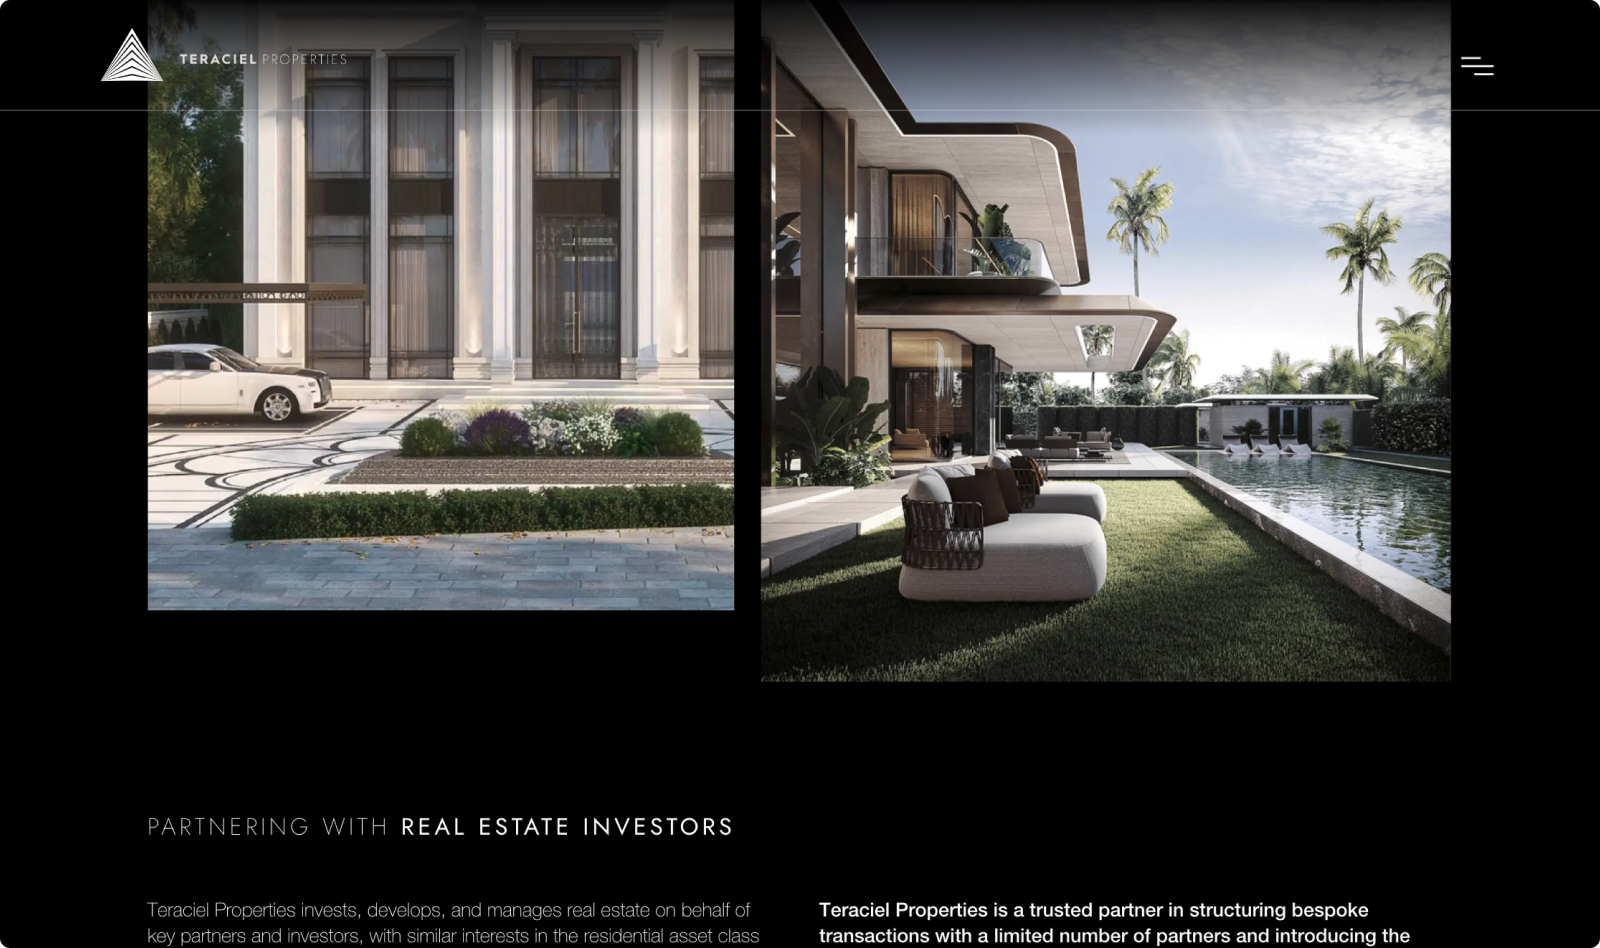 TERACIEL PROPERTIES
PARTNERING WITH REAL ESTATE INVESTORS
Teraciel Properties invests, develops, and manages real estate on behalf of
key partners and investors, with similar interests in the residential asset class
Teraciel Properties is a trusted partner in structuring bespoke
transactions with a limited number of partners and introducing the